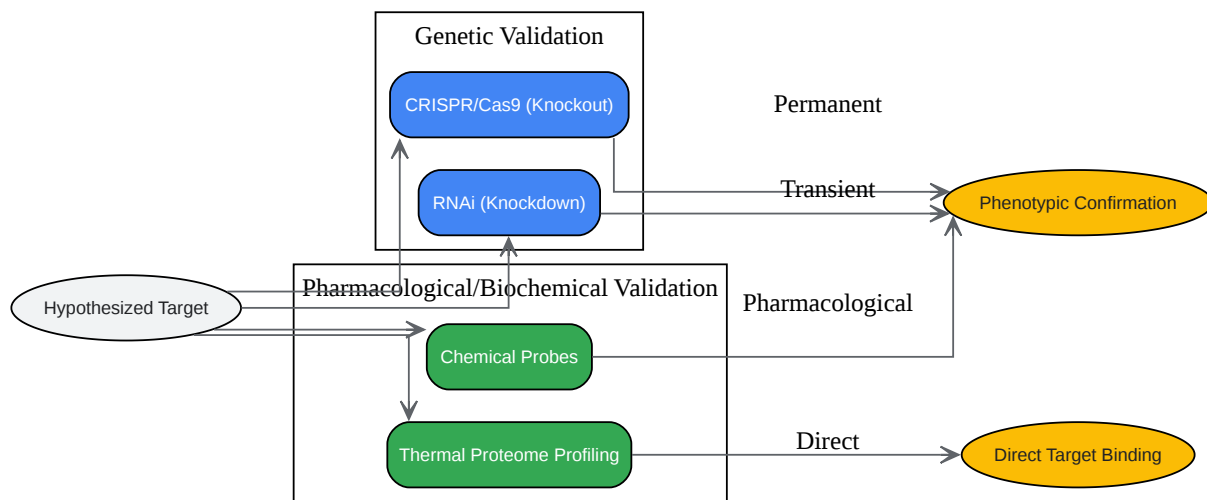 Genetic Validation
CRISPR/Cas9 (Knockout)
Permanent
RNAi (Knockdown)
Transient
Phenotypic Confirmation
Hypothesized Target
Pharmacological/Biochemical Validation
Pharmacological
Chemical Probes
Thermal Proteome Profiling
Direct
Direct Target Binding